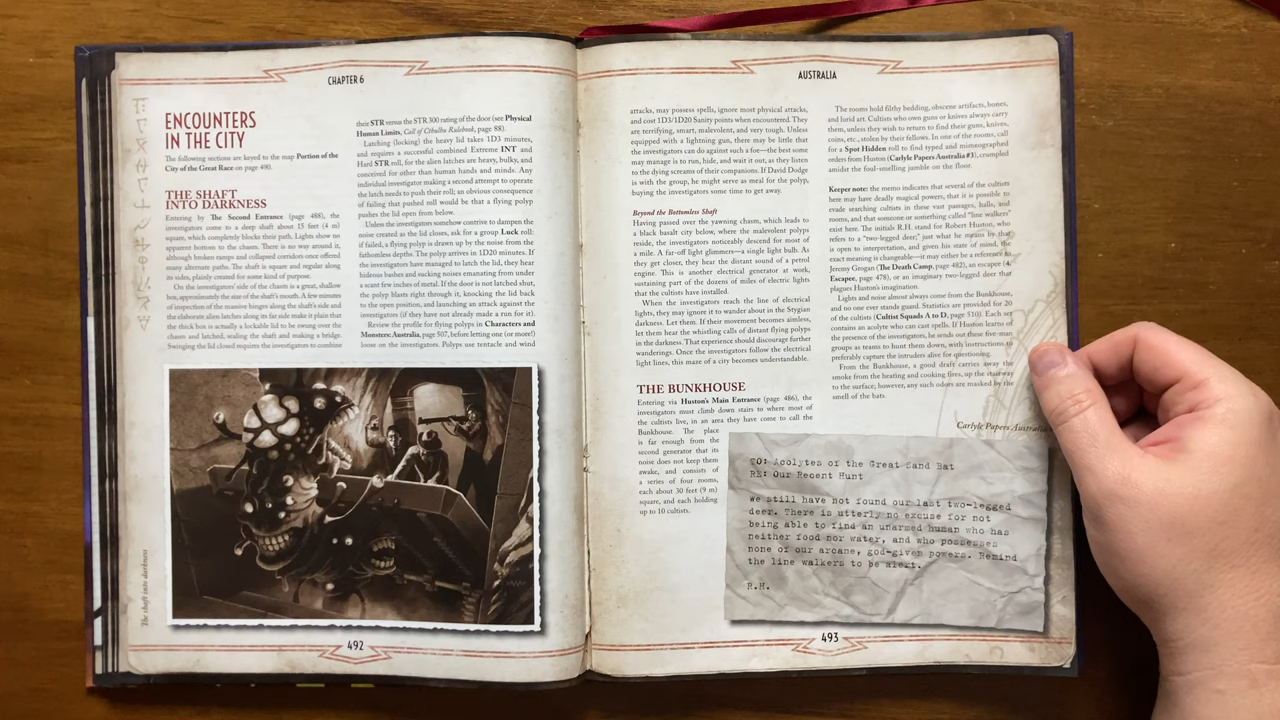 CHAPTER 6
ENCOUNTERS
IN THE CITY
The following sections are keyed to the map Portion of the
City of the Great Race on page 490.
THE SHAFT
INTO DARKNESS
Entering by The Second Entrance (page 488), the
investigators come to a deep shaft about 15 feet (4 m)
square, which completely blocks their path. Lights show no
apparent bottom to the chasm. There is no way around it,
although broken ramps and collapsed corridors once offered
many alternate paths. The shaft is square and regular along
its sides, plainly created for some kind of purpose.
On the investigators' side of the chasm is a great, shallow
box, approximately the size of the shaft's mouth. A few minutes
of inspection of the massive hinges along the shaft's side and
the elaborate alien latches along its far side make it plain that
the thick box is actually a lockable lid to be swung over the
chasm and latched, sealing the shaft and making a bridge.
Swinging the lid closed requires the investigators to combine
their STR versus the STR 300 rating of the door (see Physical
Human Limits, Call of Cthulhu Rulebook, page 88).
Latching (locking) the heavy lid takes 1D3 minutes,
and requires a successful combined Extreme INT and
Hard STR roll, for the alien latches are heavy, bulky, and
conceived for other than human hands and minds. Any
individual investigator making a second attempt to operate
the latch needs to push their roll; an obvious consequence
of failing that pushed roll would be that a flying polyp
pushes the lid open from below.
Unless the investigators somehow contrive to dampen the
noise created as the lid closes, ask for a group Luck roll:
if failed, a flying polyp is drawn up by the noise from the
fathomless depths. The polyp arrives in 1D20 minutes. If
the investigators have managed to latch the lid, they hear
hideous bashes and sucking noises emanating from under
a scant few inches of metal. If the door is not latched shut,
the polyp blasts right through it, knocking the lid back
to the open position, and launching an attack against the
investigators (if they have not already made a run for it).
Review the profile for flying polyps in Characters and
Monsters: Australia, page 507, before letting one (or more!)
loose on the investigators. Polyps use tentacle and wind
The shaft into darkness
492
AUSTRALIA
attacks, may possess spells, ignore most physical attacks,
and cost 1D3/1D20 Sanity points when encountered. They
are terrifying, smart, malevolent, and very tough. Unless
equipped with a lightning gun, there may be little that
the investigators can do against such a foe—the best some
may manage is to run, hide, and wait it out, as they listen
to the dying screams of their companions. If David Dodge
is with the group, he might serve as meal for the polyp,
buying the investigators some time to get away.
Beyond the Bottomless Shaft
Having passed over the yawning chasm, which leads to
a black basalt city below, where the malevolent polyps
reside, the investigators noticeably descend for most of
a mile. A far-off light glimmers—a single light bulb. As
they get closer, they hear the distant sound of a petrol
engine. This is another electrical generator at work,
sustaining part of the dozens of miles of electric lights
that the cultists have installed.
When the investigators reach the line of electrical
lights, they may ignore it to wander about in the Stygian
darkness. Let them. If their movement becomes aimless,
let them hear the whistling calls of distant flying polyps
in the darkness. That experience should discourage further
wanderings. Once the investigators follow the electrical
light lines, this maze of a city becomes understandable.
THE BUNKHOUSE
Entering via Huston's Main Entrance (page 486), the
investigators must climb down stairs to where most of
the cultists live, in an area they have come to call the
Bunkhouse. The place
is far enough from the
second generator that its
noise does not keep them
awake, and consists of
a series of four rooms,
each about 30 feet (9 m)
square, and each holding
up to 10 cultists.
The rooms hold filthy bedding, obscene artifacts, bones,
and lurid art. Cultists who own guns or knives always carry
them, unless they wish to return to find their guns, knives,
coins, etc., stolen by their fellows. In one of the rooms, call
for a Spot Hidden roll to find typed and mimeographed
orders from Huston (Carlyle Papers Australia #3), crumpled
amidst the foul-smelling jumble on the floor.
Keeper note: the memo indicates that several of the cultists
here may have deadly magical powers, that it is possible to
evade searching cultists in these vast passages, halls, and
rooms, and that someone or something called "line walkers"
exist here. The initials R.H. stand for Robert Huston, who
refers to a "two-legged deer;" just what he means by that
is open to interpretation, and given his state of mind, the
exact meaning is uncertain—it may either be a reference to
Jeremy Grogan (The Death Camp, page 482), an escapee (4.
Escapee, page 478), or an imaginary two-legged deer that
plagues Huston's imagination.
Lights and noise almost always come from the Bunkhouse,
and no one ever stands guard. Statistics are provided for 20
of the cultists (Cultist Squads A to D, page 510). Each set
contains an acolyte who can cast spells. If Huston learns of
the presence of the investigators, he sends out these five-man
groups as teams to hunt them down, with instructions to
preferably capture the intruders alive for questioning.
From the Bunkhouse, a good draft carries away the
smoke from the heating and cooking fires, up the stairway
to the surface; however, any such odors are masked by the
smell of the bats.
Carlyle Papers Australia
TO: Acolytes of the Great Sand Bat
RE: Our Recent Hunt
We still have not found our last two-legged
deer. There is utterly no excuse for not
being able to find an unarmed human who has
neither food nor water, and who possesses
none of our arcane, god-given powers. Remind
the line walkers to be alert.
R.H.
493